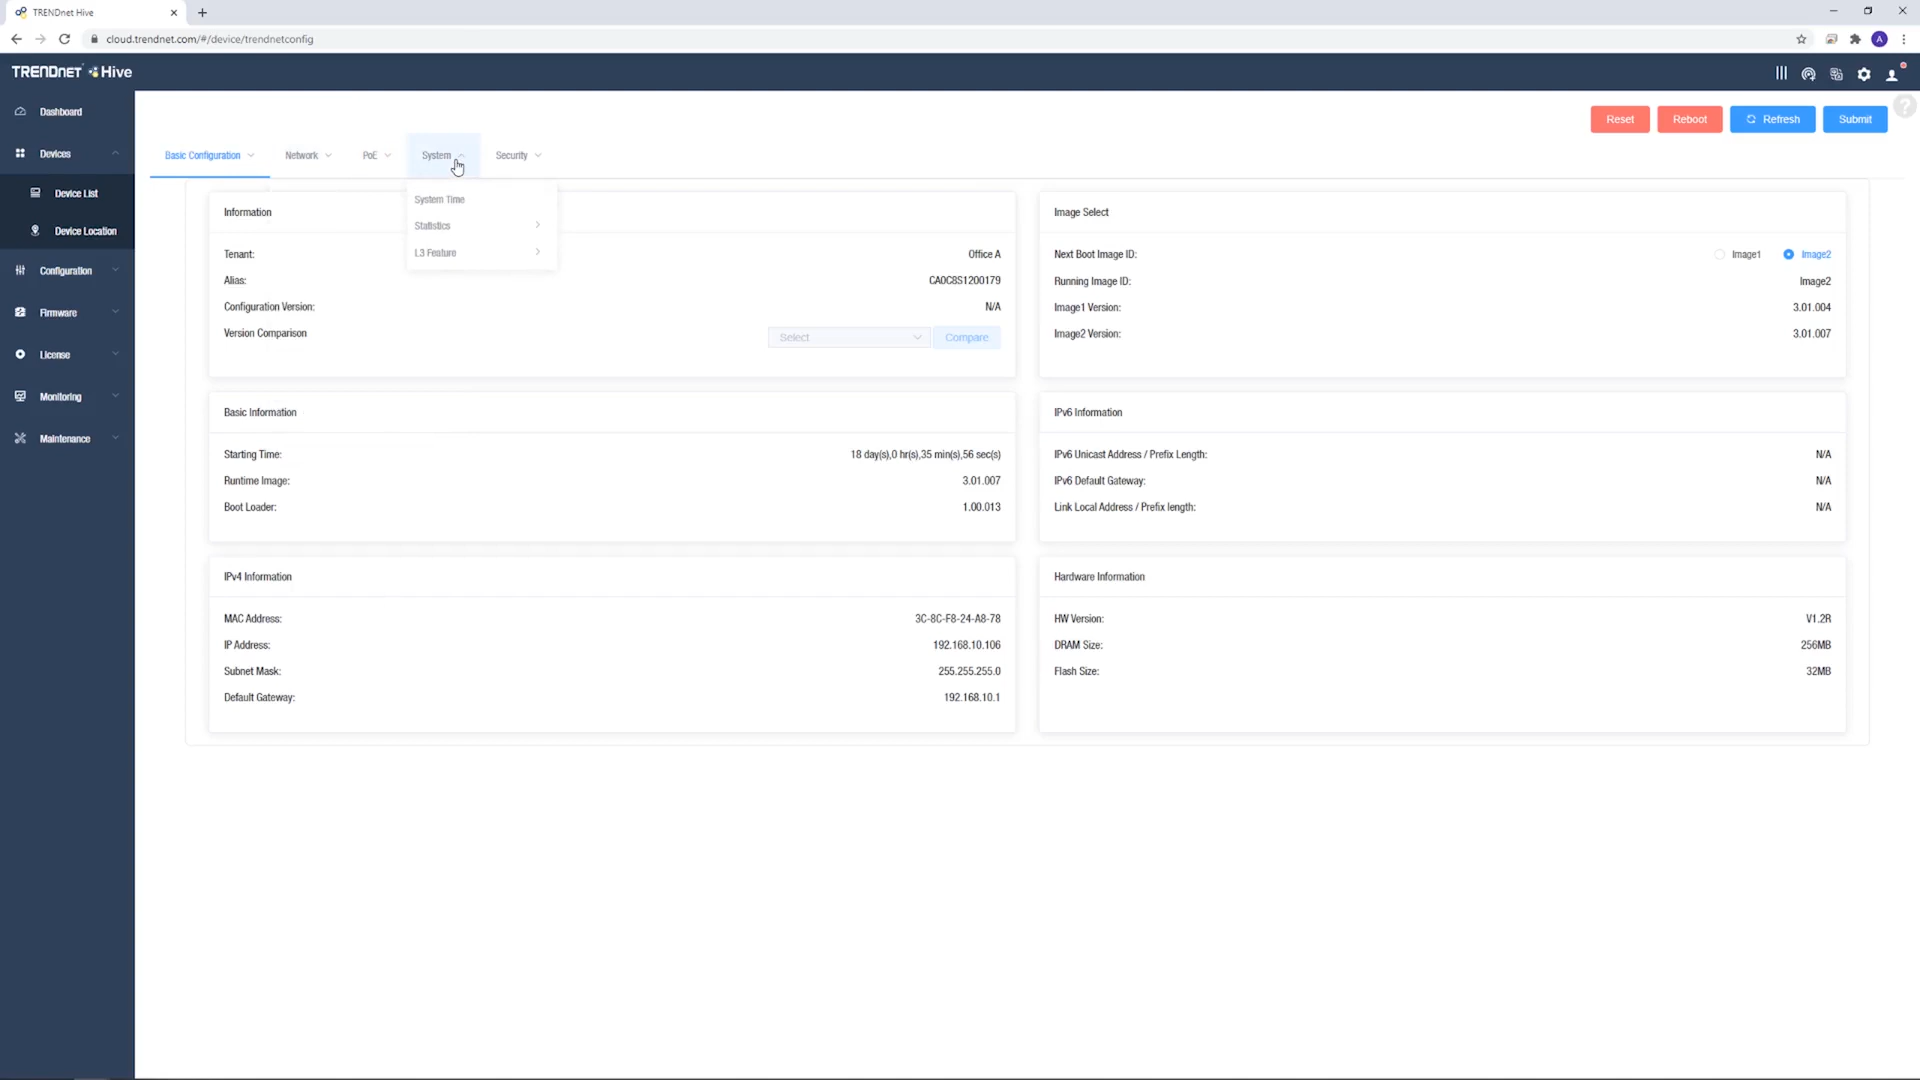 TRENDnet Hive
cloud.trendnet.com/#/device/trendnetconfig
A
TRENDnet Hive
Dashboard
Devices
Device List
Device Location
Configuration
Firmware
License
Monitoring
Maintenance
Reset
Reboot
Refresh
Submit
?
Basic Configuration
Network
PoE
System
Security
System Time
Statistics
L3 Feature
Information
Tenant: Office A
Alias: CA0C8S1200179
Configuration Version: N/A
Version Comparison Select Compare
Image Select
Next Boot Image ID: Image1 Image2
Running Image ID: Image2
Image1 Version: 3.01.004
Image2 Version: 3.01.007
Basic Information
Starting Time: 18 day(s),0 hr(s),35 min(s),56 sec(s)
Runtime Image: 3.01.007
Boot Loader: 1.00.013
IPv6 Information
IPv6 Unicast Address / Prefix Length: N/A
IPv6 Default Gateway: N/A
Link Local Address / Prefix length: N/A
IPv4 Information
MAC Address: 3C-8C-F8-24-A8-78
IP Address: 192.168.10.106
Subnet Mask: 255.255.255.0
Default Gateway: 192.168.10.1
Hardware Information
HW Version: V1.2R
DRAM Size: 256MB
Flash Size: 32MB